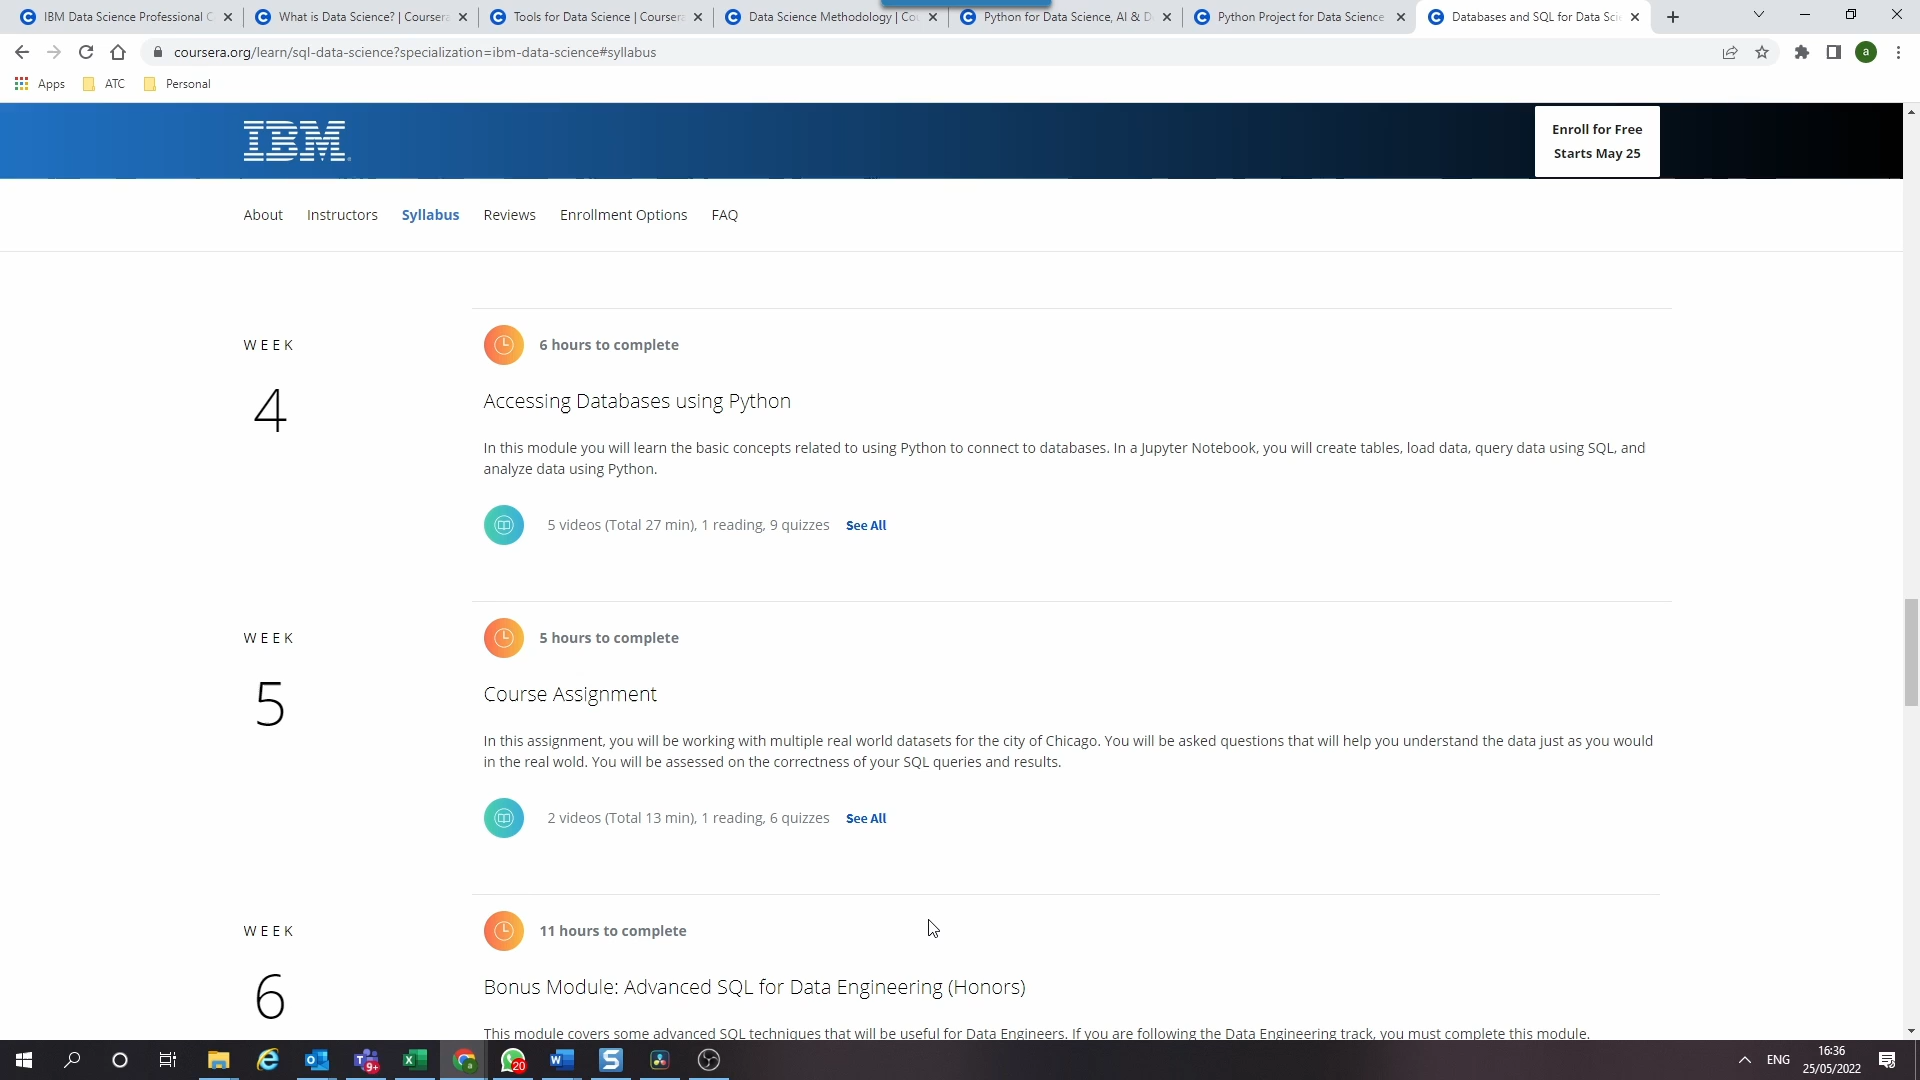 IBM Data Science Professional C
What is Data Science? | Coursera
Tools for Data Science | Coursera
Data Science Methodology | Cou
Python for Data Science, AI & D
Python Project for Data Science
Databases and SQL for Data Scie
coursera.org/learn/sql-data-science?specialization=ibm-data-science#syllabus
a
Apps
ATC
Personal
IBM
Enroll for Free
Starts May 25
About
Instructors
Syllabus
Reviews
Enrollment Options
FAQ
WEEK
4
6 hours to complete
Accessing Databases using Python
In this module you will learn the basic concepts related to using Python to connect to databases. In a Jupyter Notebook, you will create tables, load data, query data using SQL, and
analyze data using Python.
5 videos (Total 27 min), 1 reading, 9 quizzes See All
WEEK
5
5 hours to complete
Course Assignment
In this assignment, you will be working with multiple real world datasets for the city of Chicago. You will be asked questions that will help you understand the data just as you would
in the real wold. You will be assessed on the correctness of your SQL queries and results.
2 videos (Total 13 min), 1 reading, 6 quizzes See All
WEEK
6
11 hours to complete
Bonus Module: Advanced SQL for Data Engineering (Honors)
This module covers some advanced SQL techniques that will be useful for Data Engineers. If you are following the Data Engineering track, you must complete this module.
9+
20
ENG
16:36
25/05/2022